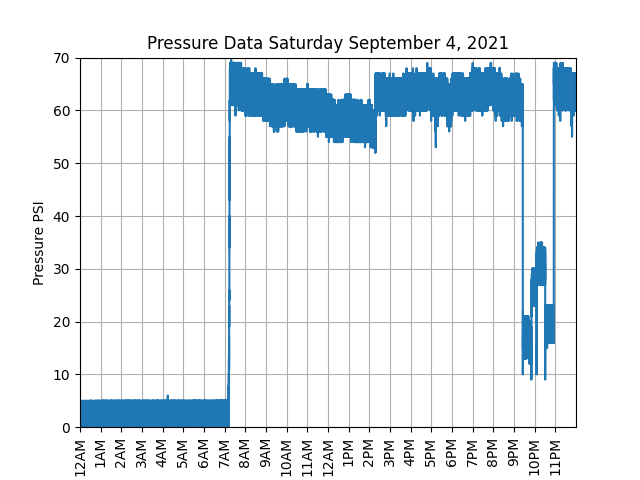 Pressure Data Saturday September 4, 2021
Pressure PSI
70
60
50
40
30
20
10
0
12AM
1AM
2AM
3AM
4AM
5AM
6AM
7AM
8AM
9AM
10AM
11AM
12AM
1PM
2PM
3PM
4PM
5PM
6PM
7PM
8PM
9PM
10PM
11PM